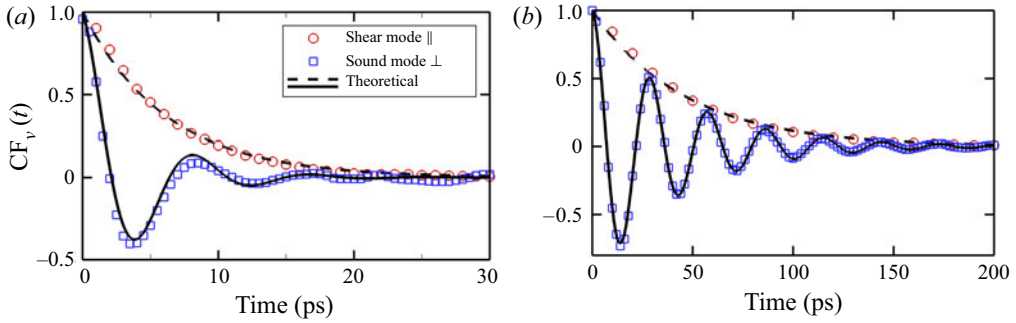 (a)
1.0
0.5
0
−0.5
CFv (t)
Shear mode ∥
Sound mode ⊥
Theoretical
0 10 20 30
Time (ps)
(b)
1.0
0.5
0
−0.5
0 50 100 150 200
Time (ps)